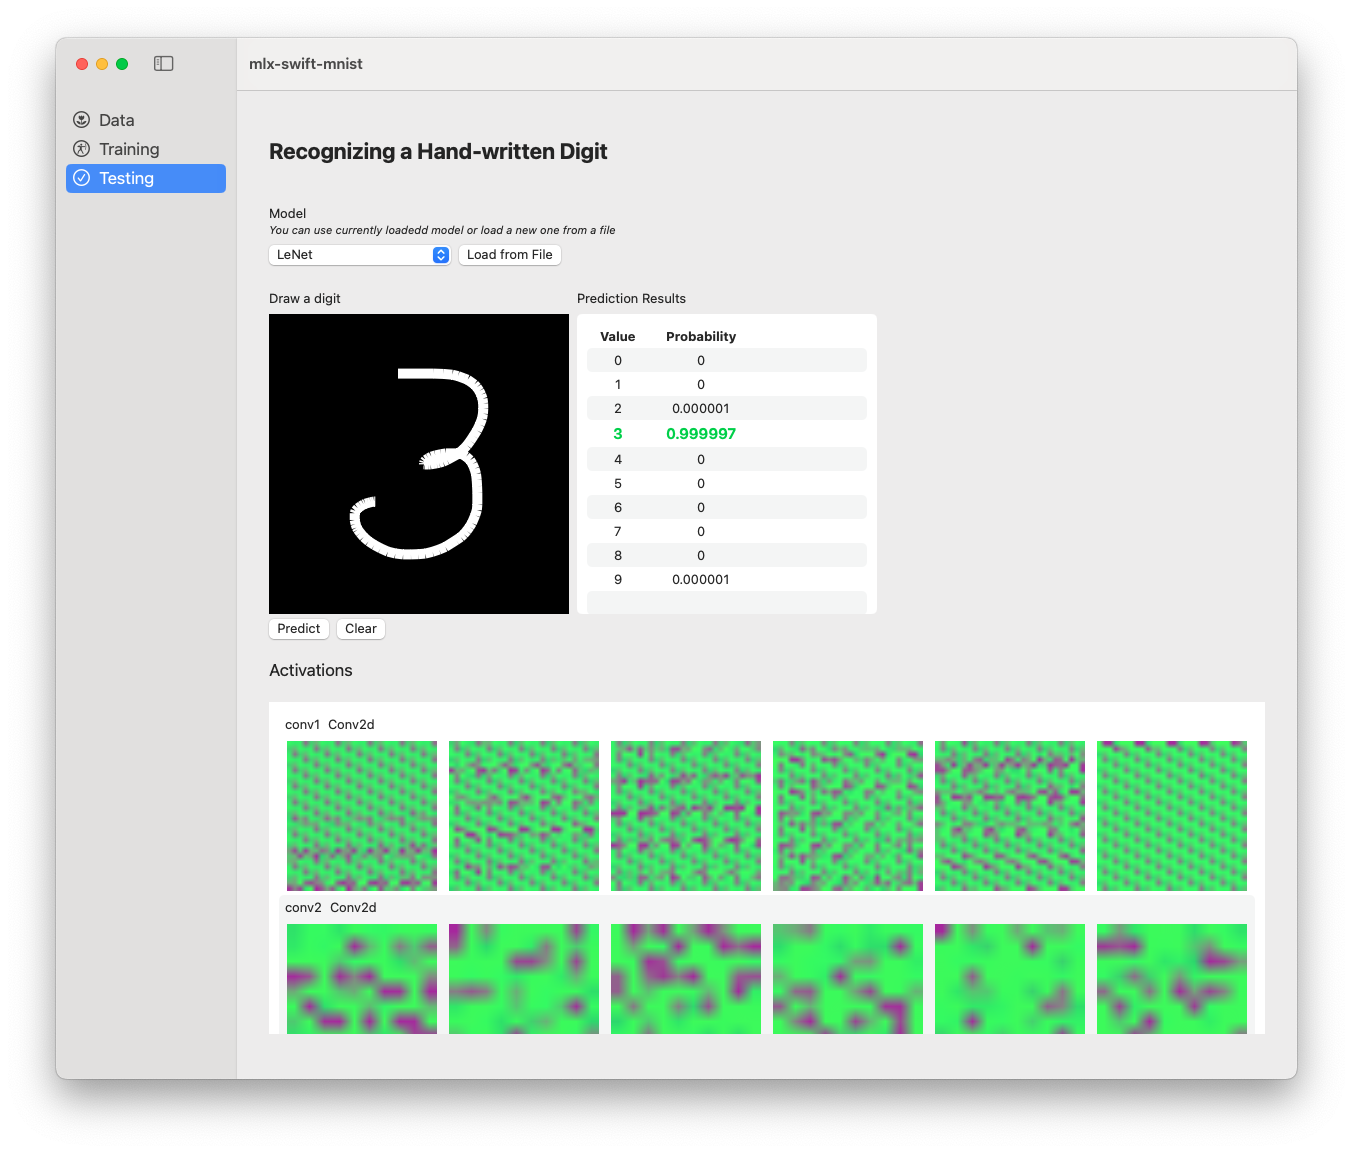 mlx-swift-mnist
Data
Training
Testing
Recognizing a Hand-written Digit
Model
You can use currently loadedd model or load a new one from a file
LeNet
Load from File
Draw a digit
Prediction Results
3
Value Probability
0 0
1 0
2 0.000001
3 0.999997
4 0
5 0
6 0
7 0
8 0
9 0.000001
Predict
Clear
Activations
conv1 Conv2d
conv2 Conv2d